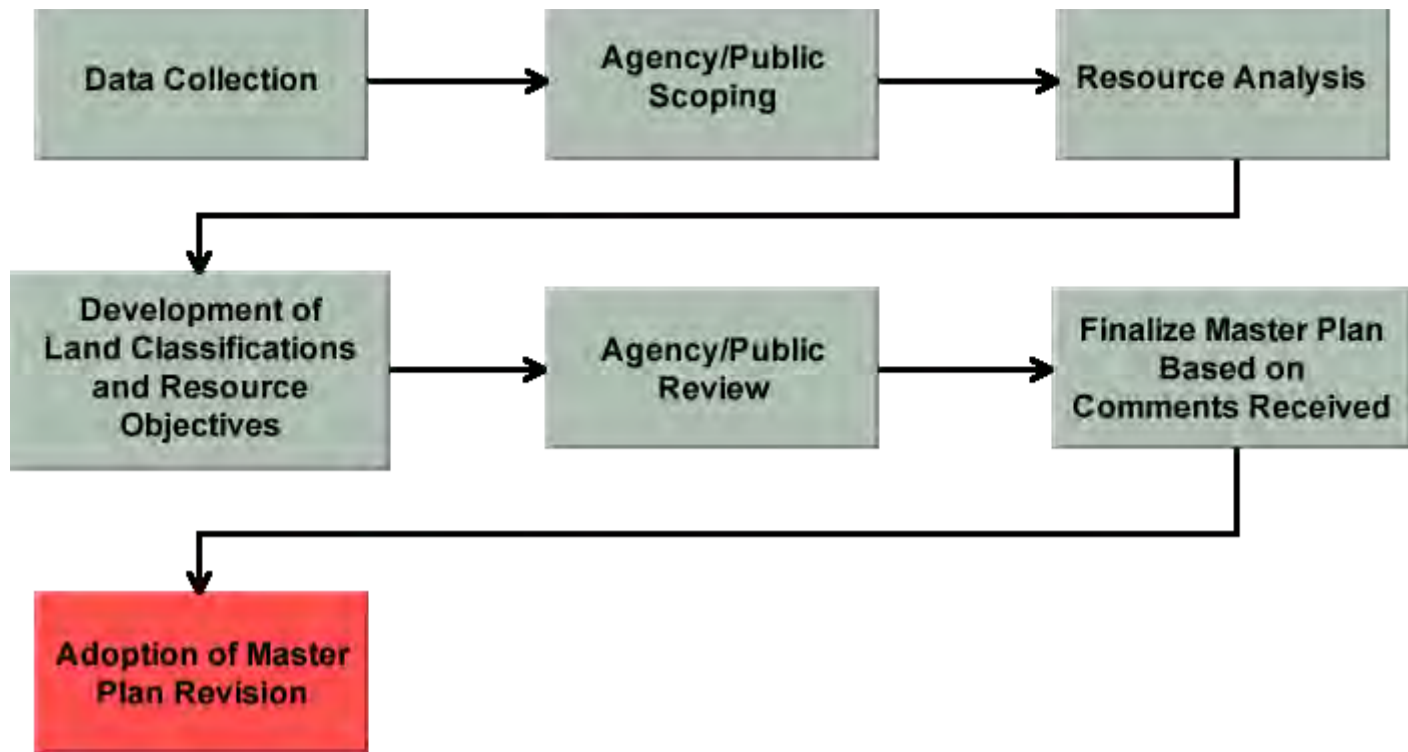 Data Collection
Agency/Public
Scoping
Resource Analysis
Development of
Land Classifications
and Resource
Objectives
Agency/Public
Review
Finalize Master Plan
Based on
Comments Received
Adoption of Master
Plan Revision